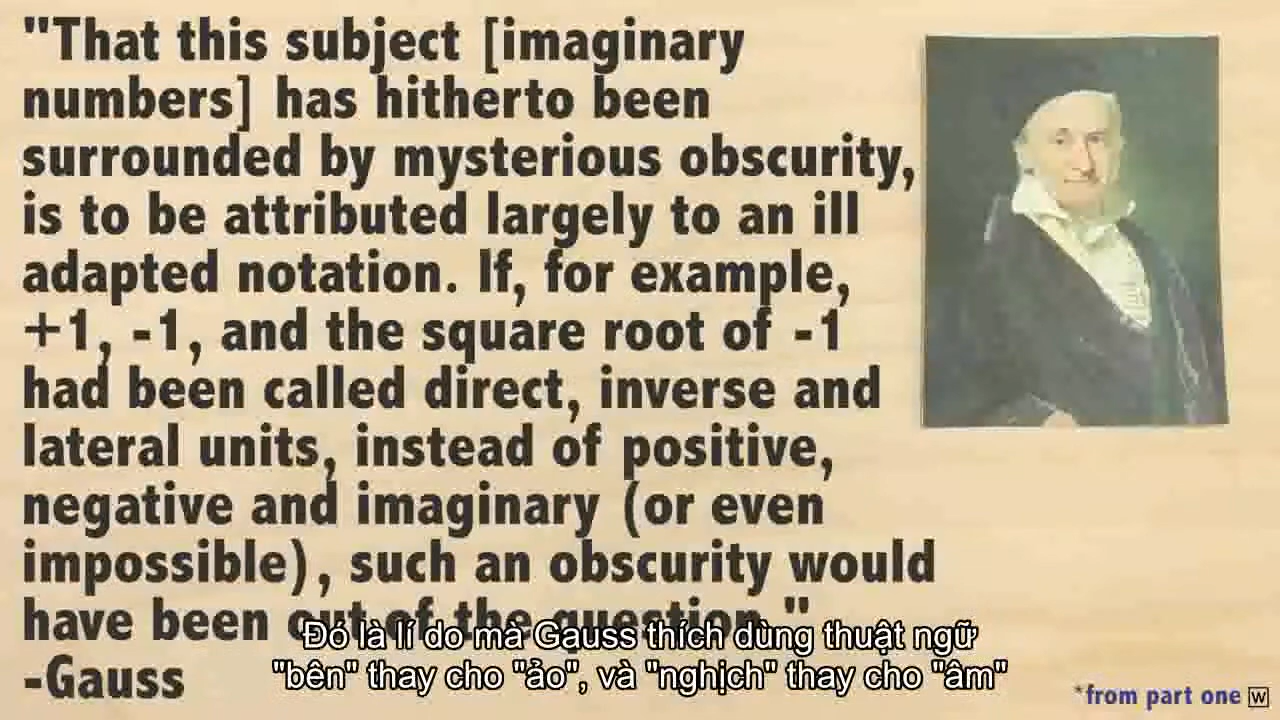 "That this subject [imaginary
numbers] has hitherto been
surrounded by mysterious obscurity,
is to be attributed largely to an ill
adapted notation. If, for example,
+1, -1, and the square root of -1
had been called direct, inverse and
lateral units, instead of positive,
negative and imaginary (or even
impossible), such an obscurity would
have been out of the question."
-Gauss
Đó là lí do mà Gauss thích dùng thuật ngữ
"bên" thay cho "ảo", và "nghịch" thay cho "âm"
*from part one w